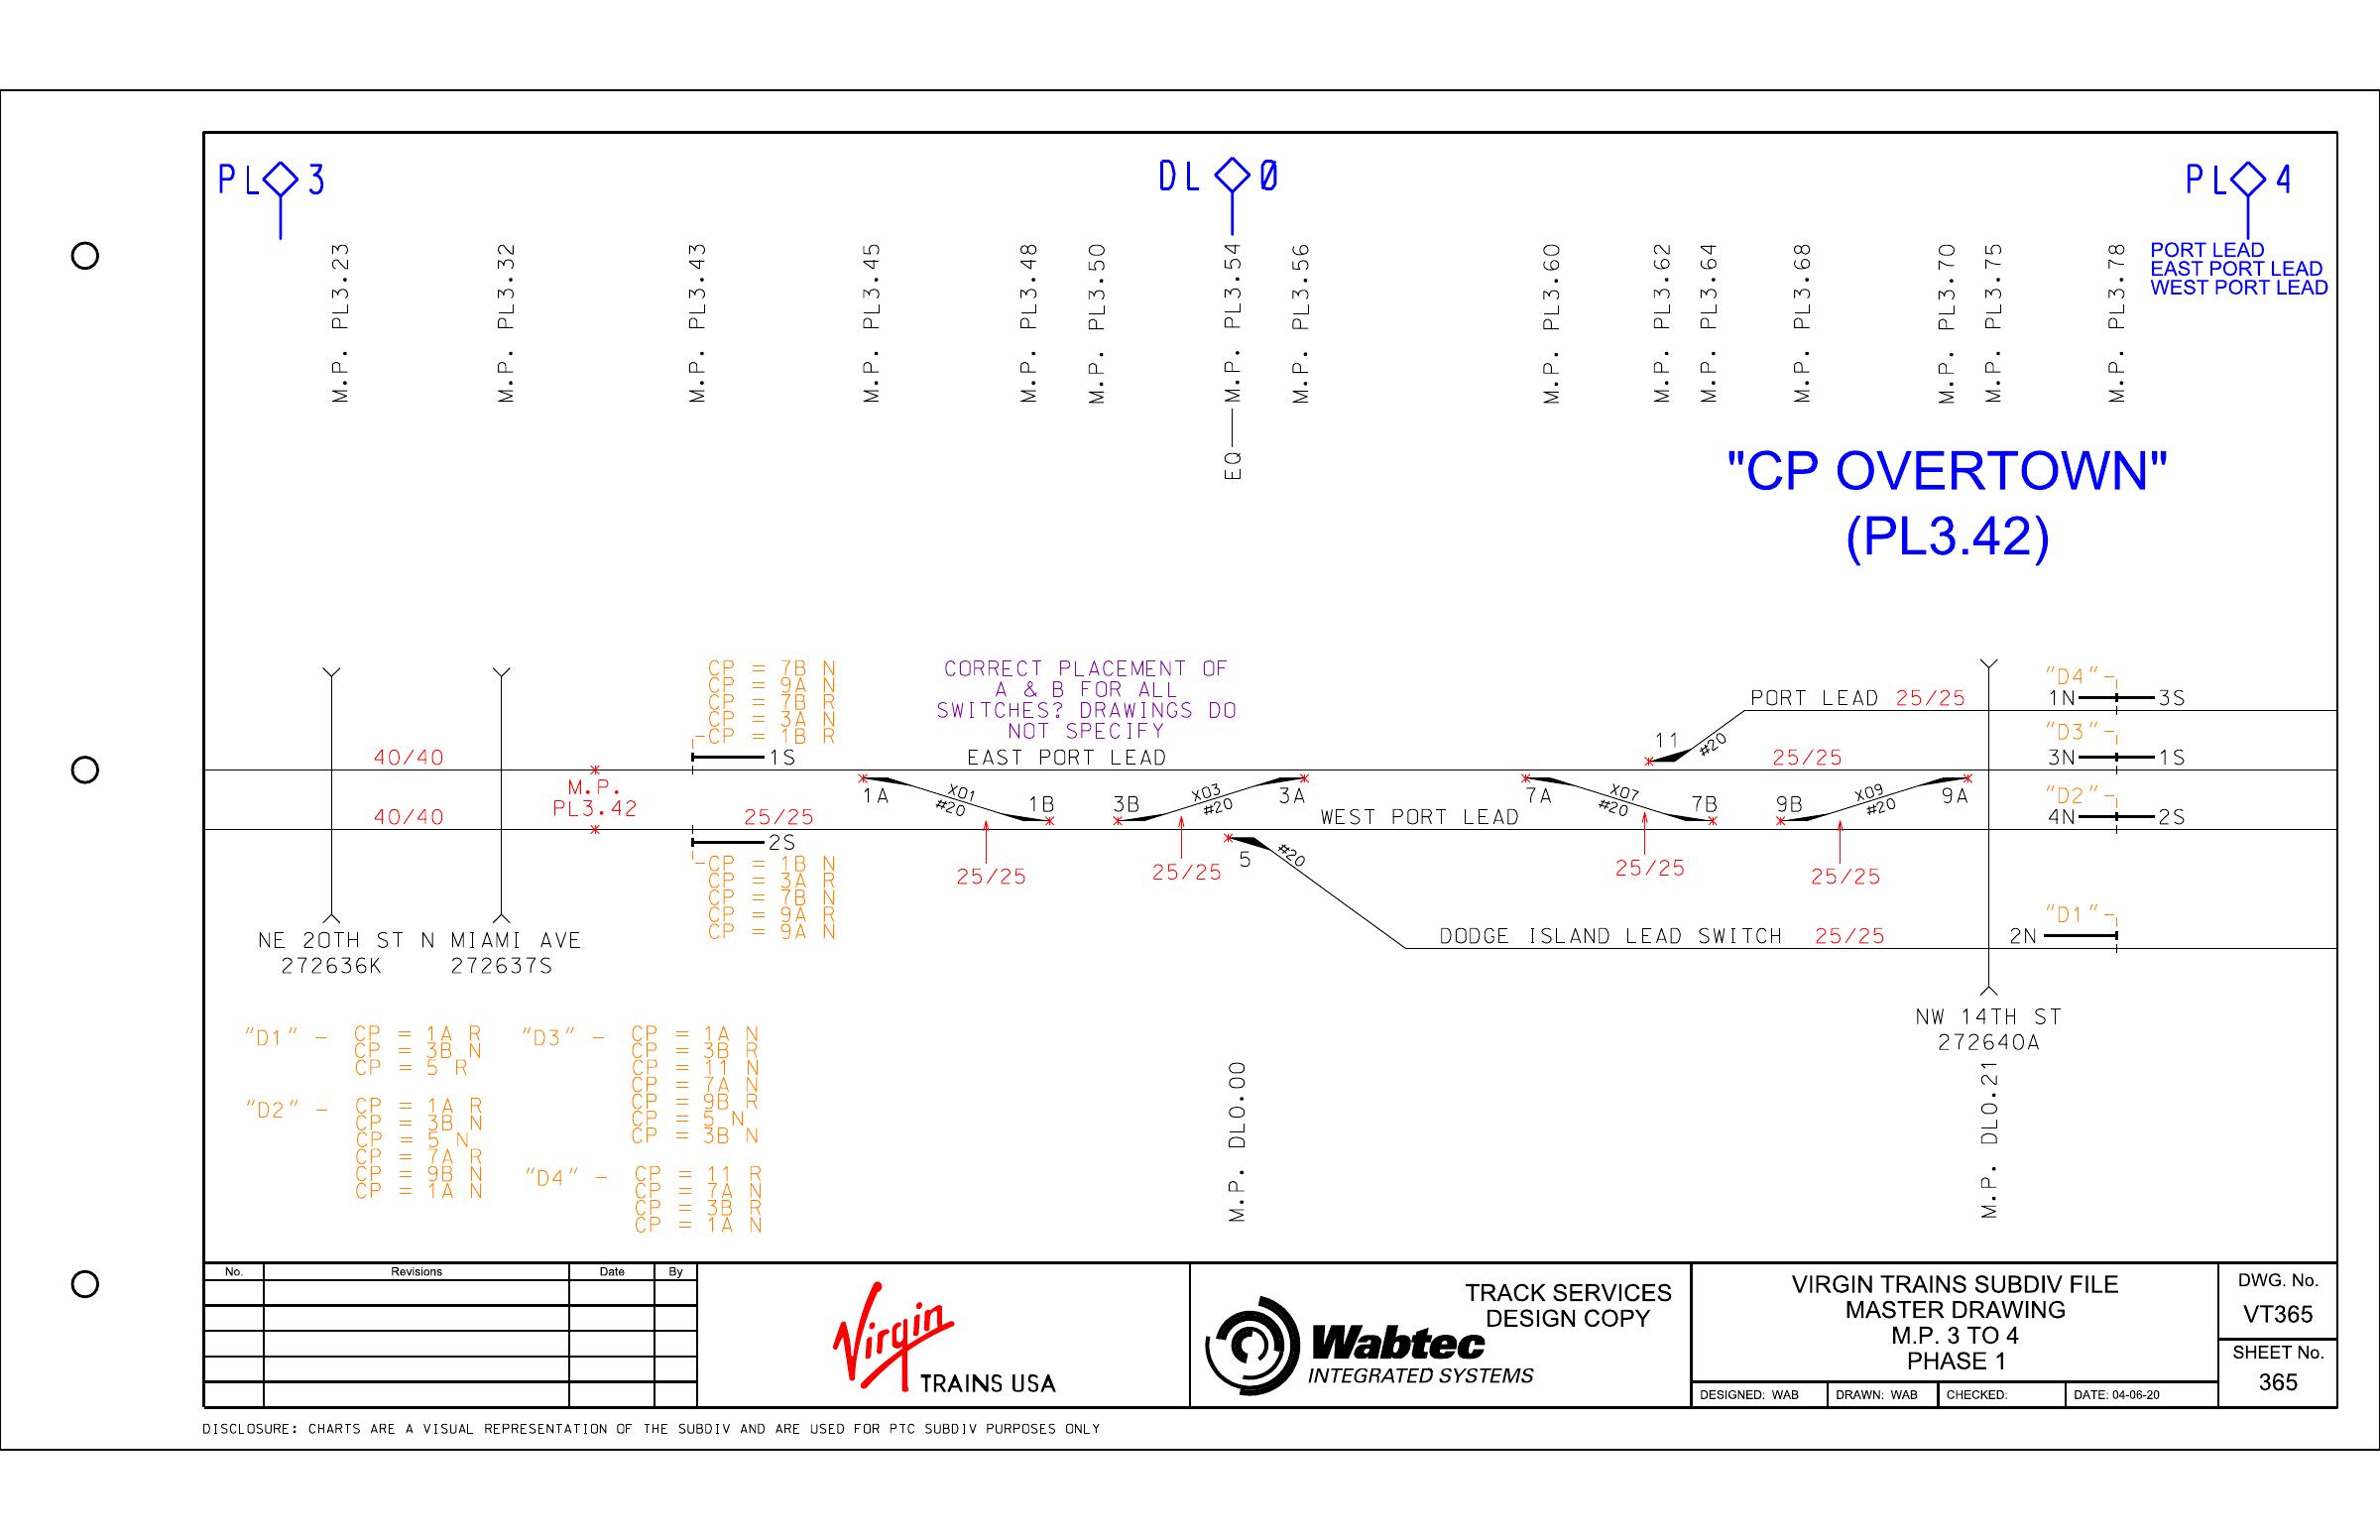 PL 3
DL 0
PL 4
M.P. PL3.23
M.P. PL3.32
M.P. PL3.43
M.P. PL3.45
M.P. PL3.48
M.P. PL3.50
EQ M.P. PL3.54
M.P. PL3.56
M.P. PL3.60
M.P. PL3.62
M.P. PL3.64
M.P. PL3.68
M.P. PL3.70
M.P. PL3.75
M.P. PL3.78
PORT LEAD
EAST PORT LEAD
WEST PORT LEAD
"CP OVERTOWN"
(PL3.42)
CP = 7B N
CP = 9A N
CP = 7B R
CP = 3A N
CP = 1B R
CORRECT PLACEMENT OF
A & B FOR ALL
SWITCHES? DRAWINGS DO
NOT SPECIFY
PORT LEAD 25/25
"D4"
1N 3S
"D3"
40/40
1S
EAST PORT LEAD
11
#20
25/25
3N 1S
M.P.
PL3.42
1A
X01
#20
1B
3B
X03
#20
3A
7A
X07
#20
7B
9B
X09
#20
9A
"D2"
40/40
25/25
WEST PORT LEAD
4N 2S
2S
5
#20
25/25
25/25
25/25
25/25
CP = 1B N
CP = 3A R
CP = 7B N
CP = 9A R
CP = 9A N
"D1"
DODGE ISLAND LEAD SWITCH 25/25
2N
NE 20TH ST
272636K
N MIAMI AVE
272637S
NW 14TH ST
272640A
"D1" - CP = 1A R
CP = 3B N
CP = 5 R
"D2" - CP = 1A R
CP = 3B N
CP = 5 N
CP = 7A R
CP = 9B N
CP = 1A N
"D3" - CP = 1A N
CP = 3B R
CP = 11 N
CP = 7A N
CP = 9B R
CP = 5 N
CP = 3B N
"D4" - CP = 11 R
CP = 7A N
CP = 3B R
CP = 1A N
M.P. DL0.00
M.P. DL0.21
No. Revisions Date By
Virgin
TRAINS USA
TRACK SERVICES
DESIGN COPY
Wabtec
INTEGRATED SYSTEMS
VIRGIN TRAINS SUBDIV FILE
MASTER DRAWING
M.P. 3 TO 4
PHASE 1
DESIGNED: WAB DRAWN: WAB CHECKED: DATE: 04-06-20
DWG. No.
VT365
SHEET No.
365
DISCLOSURE: CHARTS ARE A VISUAL REPRESENTATION OF THE SUBDIV AND ARE USED FOR PTC SUBDIV PURPOSES ONLY